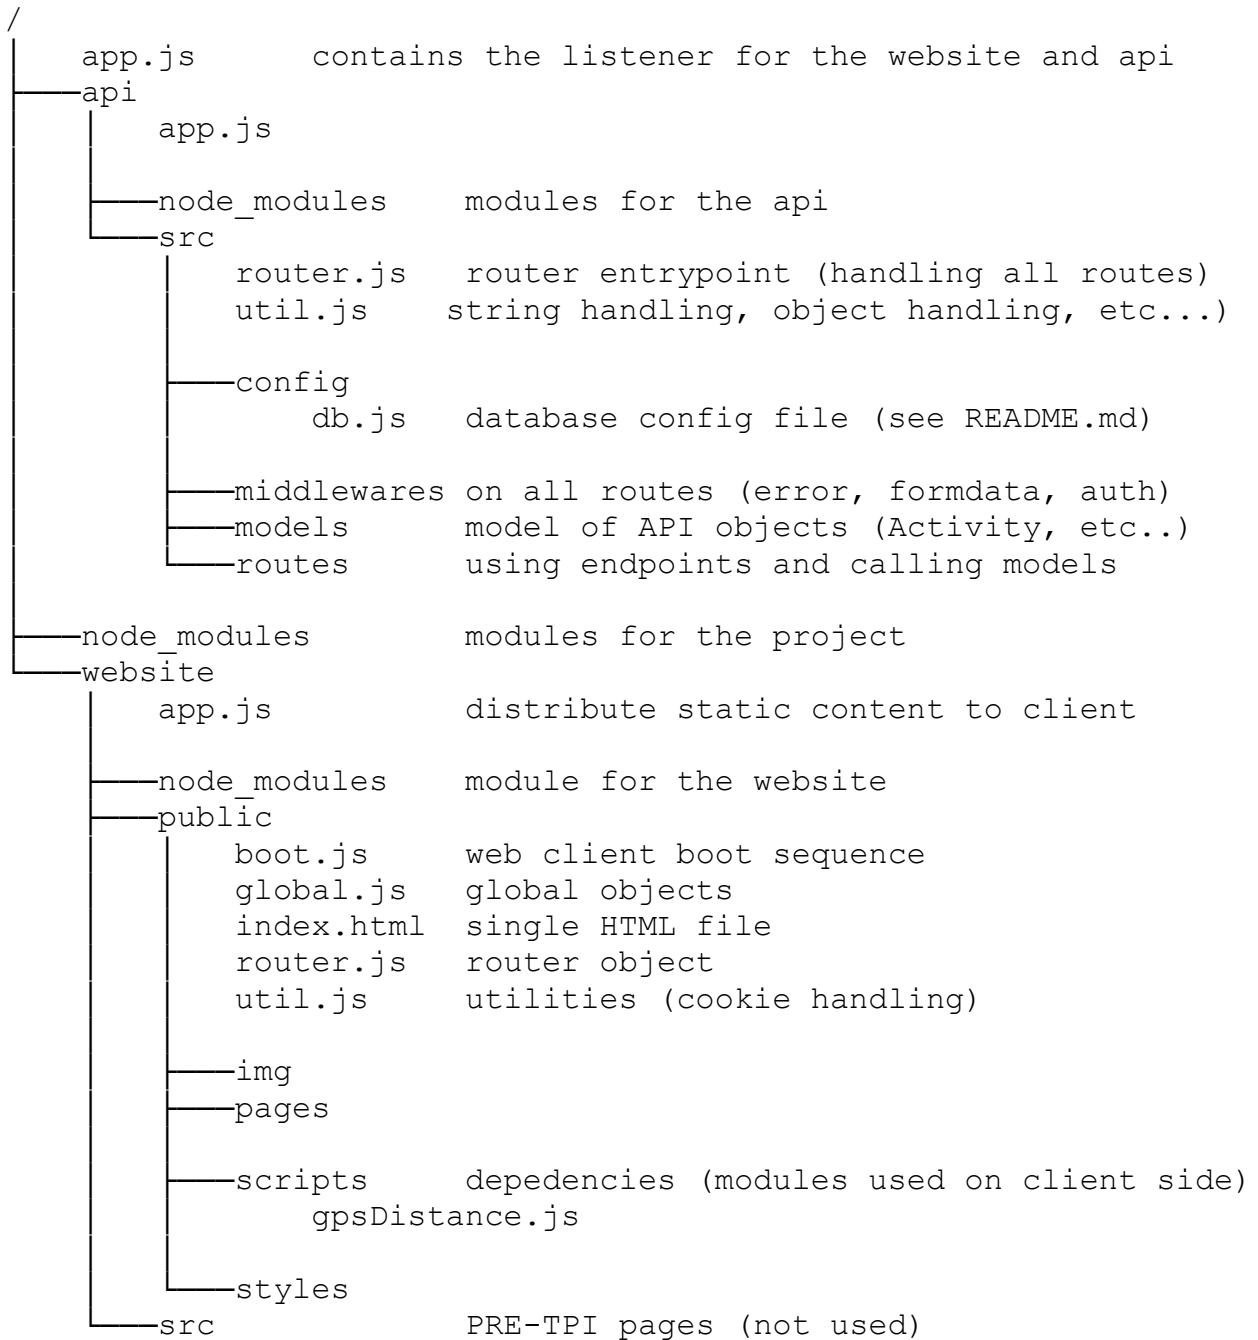 /
app.js contains the listener for the website and api
api
app.js
node_modules modules for the api
src
router.js router entrypoint (handling all routes)
util.js string handling, object handling, etc...)
config
db.js database config file (see README.md)
middlewares on all routes (error, formdata, auth)
models model of API objects (Activity, etc..)
routes using endpoints and calling models
node_modules modules for the project
website
app.js distribute static content to client
node_modules module for the website
public
boot.js web client boot sequence
global.js global objects
index.html single HTML file
router.js router object
util.js utilities (cookie handling)
img
pages
scripts depedencies (modules used on client side)
gpsDistance.js
styles
src PRE-TPI pages (not used)